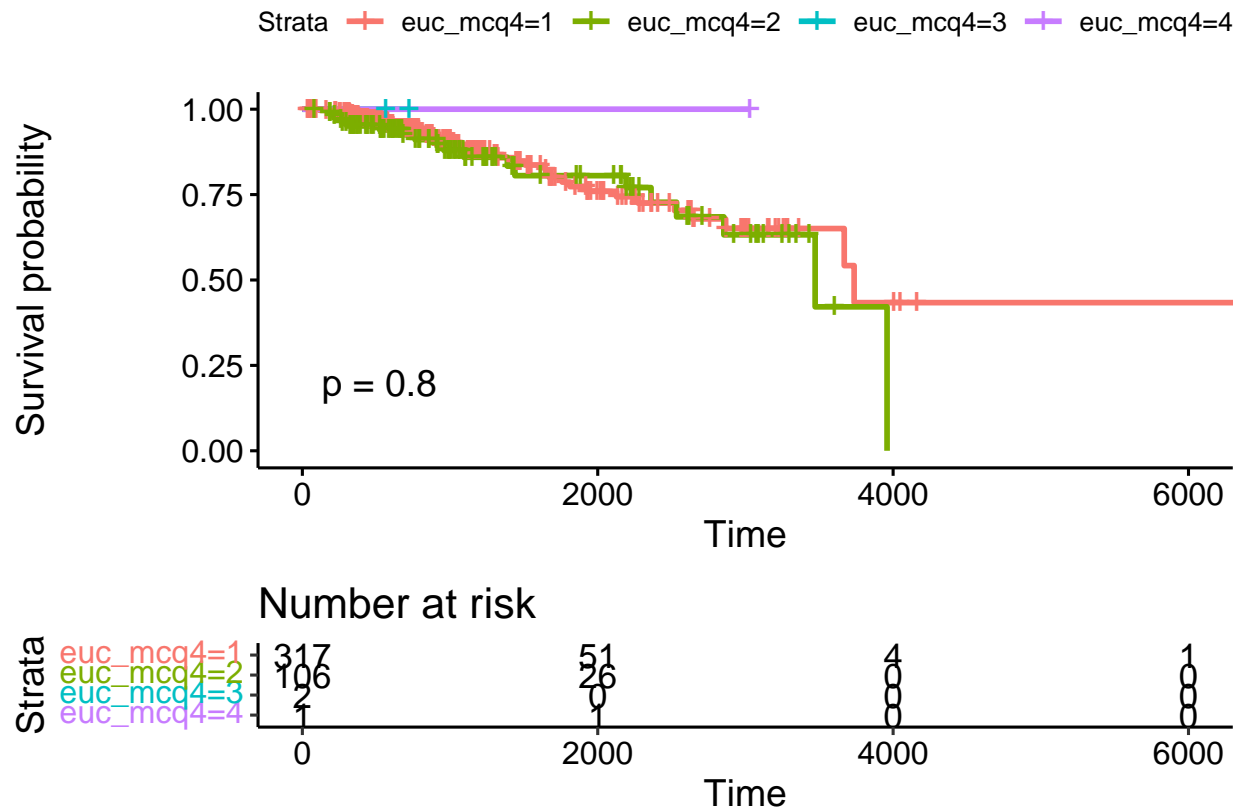 Strata euc_mcq4=1 euc_mcq4=2 euc_mcq4=3 euc_mcq4=4
Survival probability
1.00
0.75
0.50
0.25
0.00
p = 0.8
0 2000 4000 6000
Time
Number at risk
Strata
euc_mcq4=1 317 51 4 1
euc_mcq4=2 106 26 0 0
euc_mcq4=3 2 0 0 0
euc_mcq4=4 1 1 0 0
0 2000 4000 6000
Time